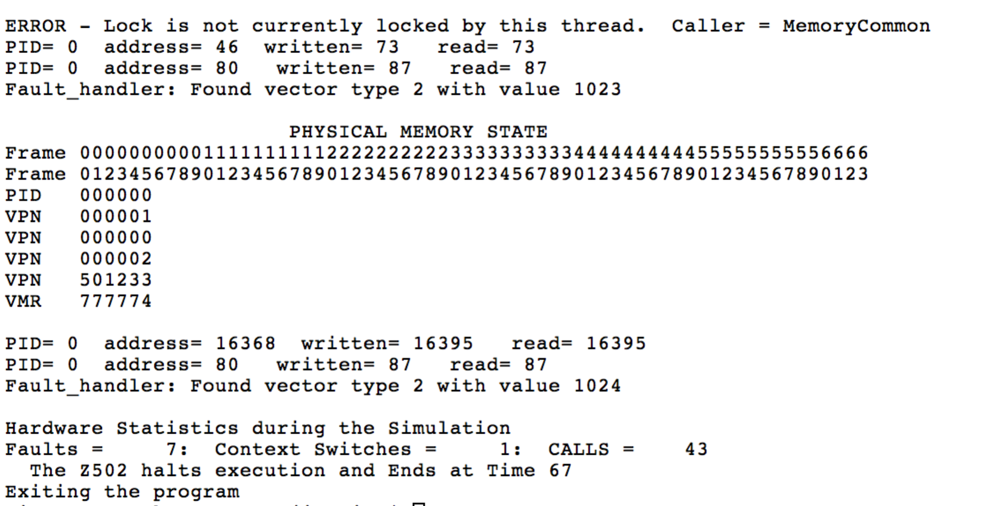 ERROR - Lock is not currently locked by this thread.  Caller = MemoryCommon
PID= 0  address= 46  written= 73   read= 73
PID= 0  address= 80   written= 87   read= 87
Fault_handler: Found vector type 2 with value 1023
PHYSICAL MEMORY STATE
Frame 0000000000111111111122222222223333333333444444444455555555556666
Frame 0123456789012345678901234567890123456789012345678901234567890123
PID   000000
VPN   000001
VPN   000000
VPN   000002
VPN   501233
VMR   777774
PID= 0  address= 16368  written= 16395   read= 16395
PID= 0  address= 80   written= 87   read= 87
Fault_handler: Found vector type 2 with value 1024
Hardware Statistics during the Simulation
Faults =     7:  Context Switches =     1:  CALLS =    43
The Z502 halts execution and Ends at Time 67
Exiting the program